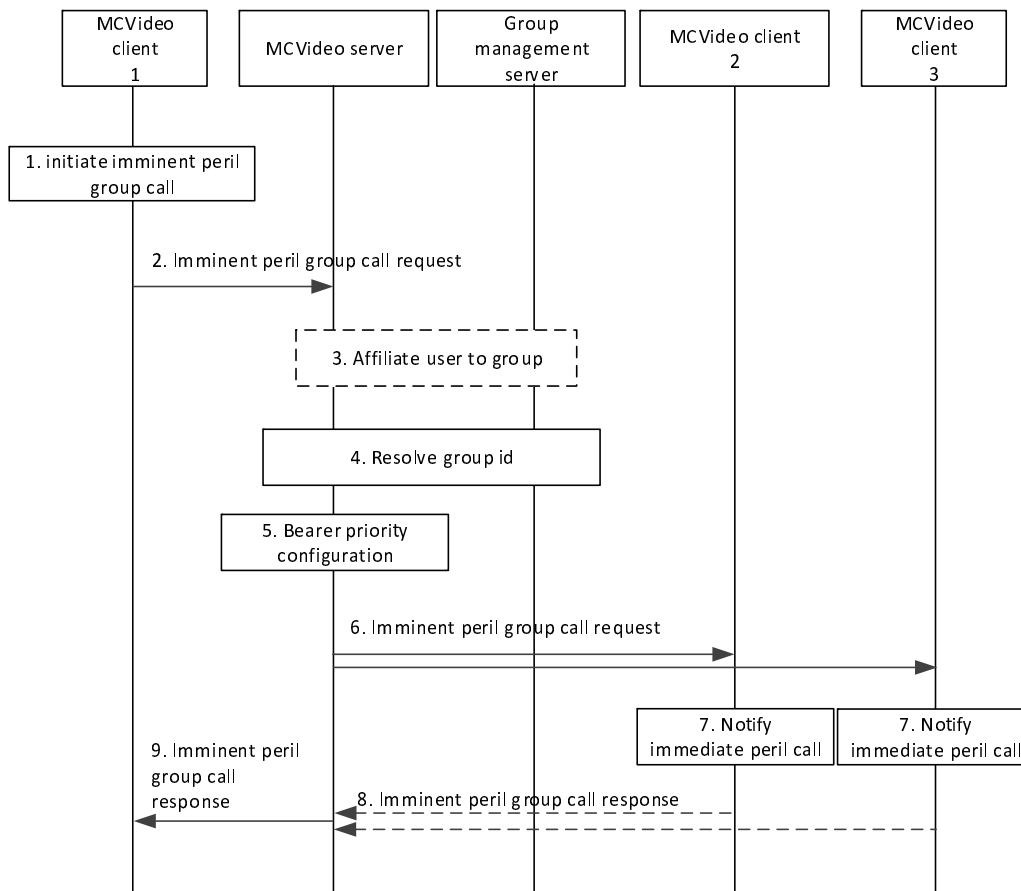 MCVideo
client
1
MCVideo server
Group
management
server
MCVideo client
2
MCVideo
client
3
1. initiate imminent peril
group call
2. Imminent peril group call request
3. Affiliate user to group
4. Resolve group id
5. Bearer priority
configuration
6. Imminent peril group call request
7. Notify
immediate peril call
7. Notify
immediate peril call
9. Imminent peril
group call
response
8. Imminent peril group call response